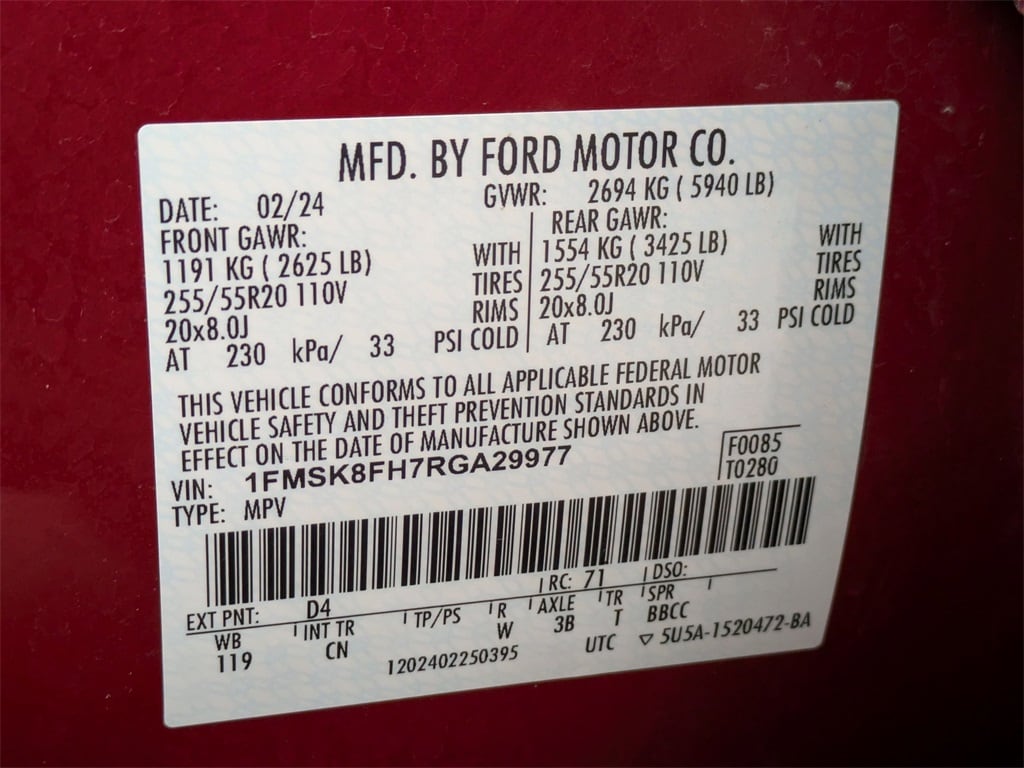 MFD. BY FORD MOTOR CO.
DATE: 02/24 GVWR: 2694 KG ( 5940 LB)
FRONT GAWR: REAR GAWR:
1191 KG ( 2625 LB) WITH 1554 KG ( 3425 LB) WITH
255/55R20 110V TIRES 255/55R20 110V TIRES
20x8.0J RIMS 20x8.0J RIMS
AT 230 kPa/ 33 PSI COLD AT 230 kPa/ 33 PSI COLD
THIS VEHICLE CONFORMS TO ALL APPLICABLE FEDERAL MOTOR
VEHICLE SAFETY AND THEFT PREVENTION STANDARDS IN
EFFECT ON THE DATE OF MANUFACTURE SHOWN ABOVE.
VIN: 1FMSK8FH7RGA29977 F0085
TYPE: MPV T0280
EXT PNT: D4 RC: 71 DSO:
WB INT TR TP/PS R AXLE TR SPR
119 CN W 3B T BBCC
1202402250395 UTC ▽ 5U5A-1520472-BA